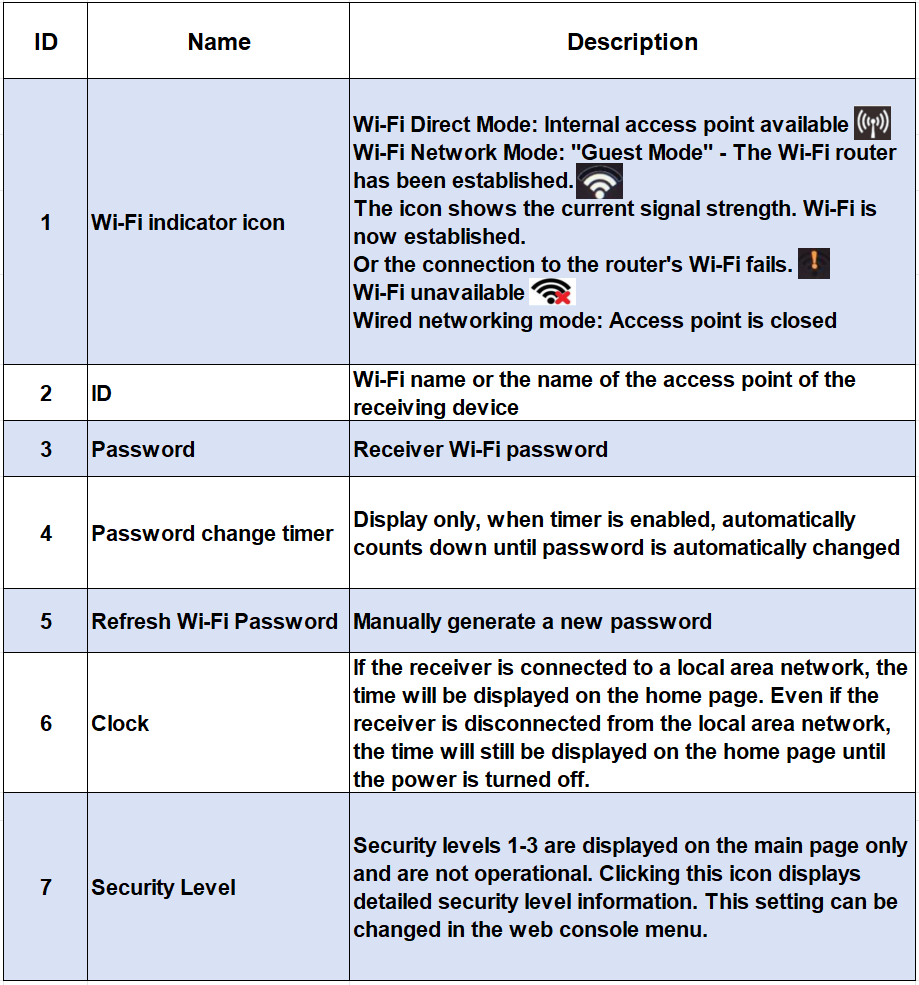 ID Name Description
Wi-Fi Direct Mode: Internal access point available
Wi-Fi Network Mode: "Guest Mode" - The Wi-Fi router
has been established.
The icon shows the current signal strength. Wi-Fi is
1 Wi-Fi indicator icon
now established.
Or the connection to the router's Wi-Fi fails.
Wi-Fi unavailable
Wired networking mode: Access point is closed
2 ID
Wi-Fi name or the name of the access point of the
receiving device
3 Password Receiver Wi-Fi password
4 Password change timer
Display only, when timer is enabled, automatically
counts down until password is automatically changed
5 Refresh Wi-Fi Password Manually generate a new password
6 Clock
If the receiver is connected to a local area network, the
time will be displayed on the home page. Even if the
receiver is disconnected from the local area network,
the time will still be displayed on the home page until
the power is turned off.
7 Security Level
Security levels 1-3 are displayed on the main page only
and are not operational. Clicking this icon displays
detailed security level information. This setting can be
changed in the web console menu.